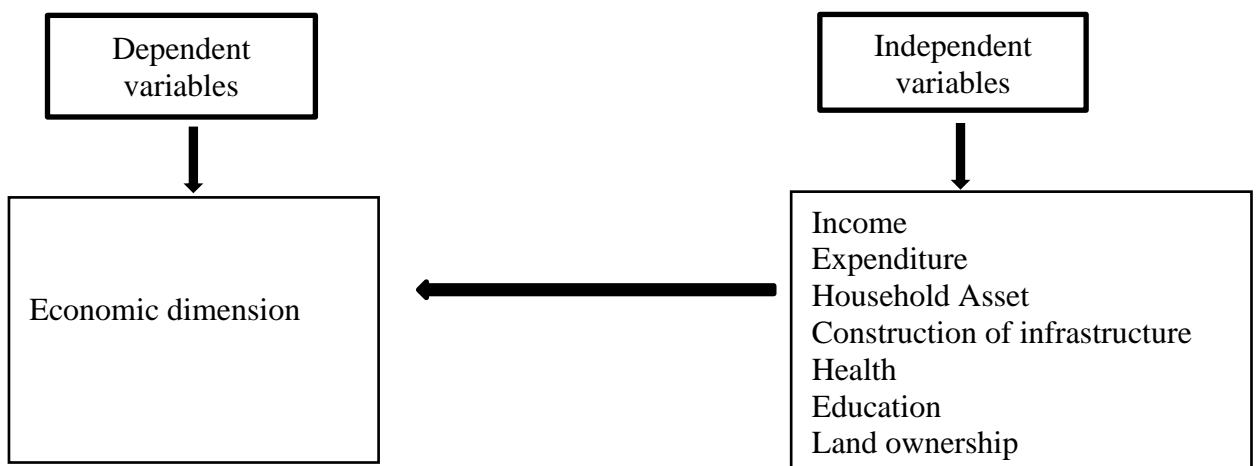 Dependent
variables
Independent
variables
Economic dimension
Income
Expenditure
Household Asset
Construction of infrastructure
Health
Education
Land ownership